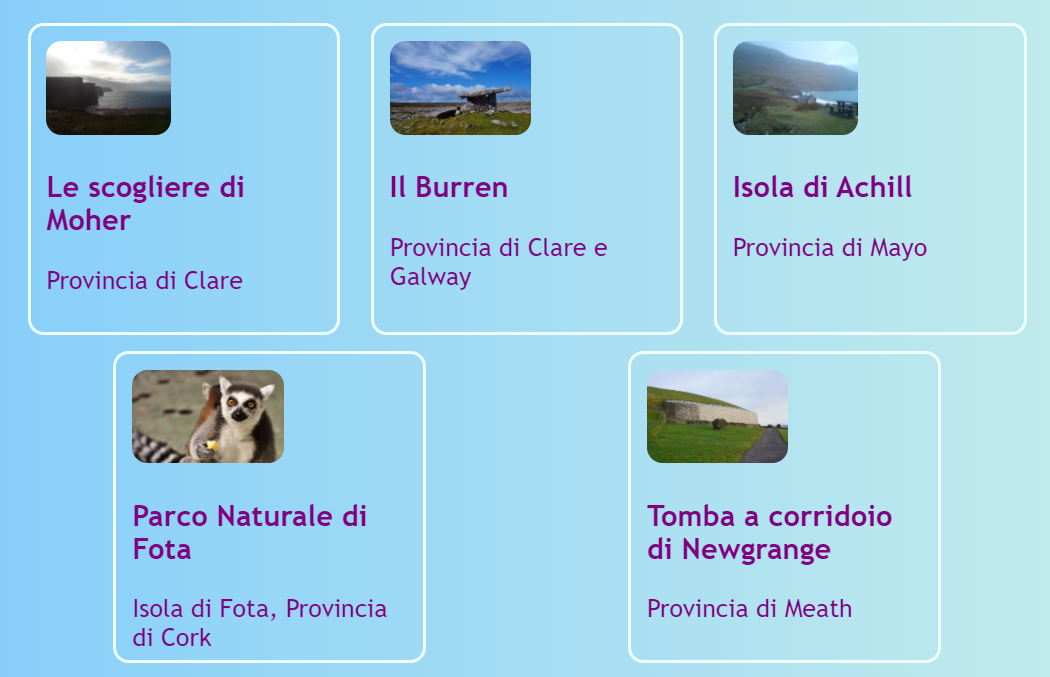 Le scogliere di
Moher
Provincia di Clare
Il Burren
Provincia di Clare e
Galway
Isola di Achill
Provincia di Mayo
Parco Naturale di
Fota
Isola di Fota, Provincia
di Cork
Tomba a corridoio
di Newgrange
Provincia di Meath